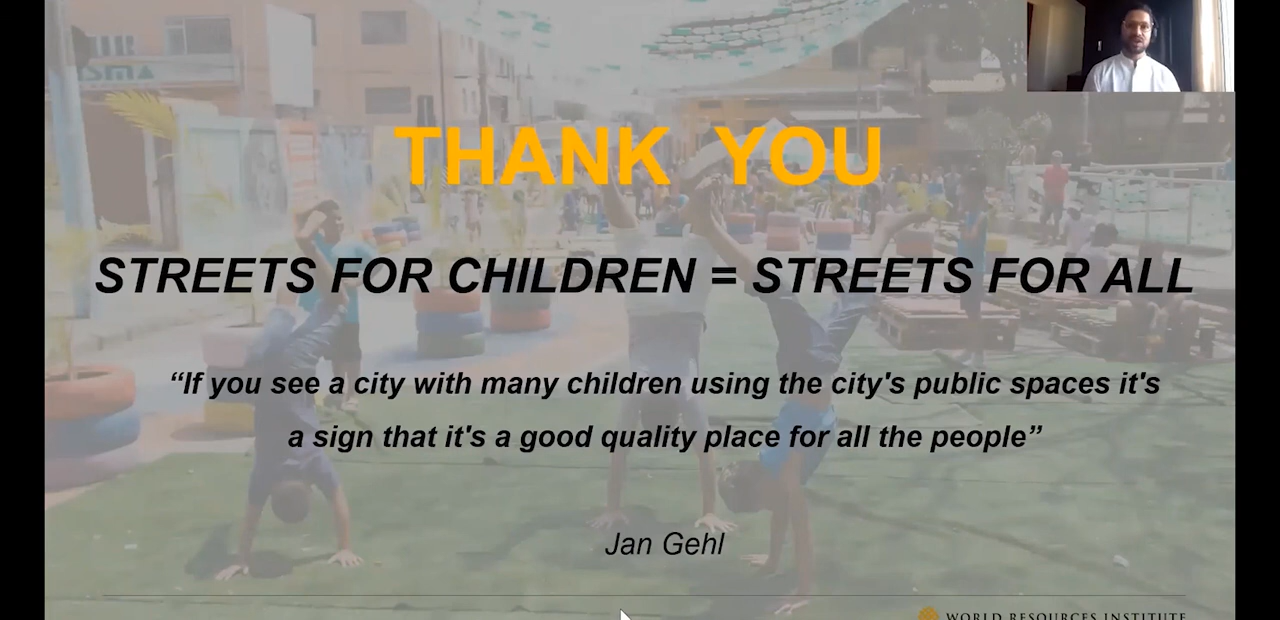 THANK YOU
STREETS FOR CHILDREN = STREETS FOR ALL
“If you see a city with many children using the city's public spaces it's
a sign that it's a good quality place for all the people”
Jan Gehl
WORLD RESOURCES INSTITUTE